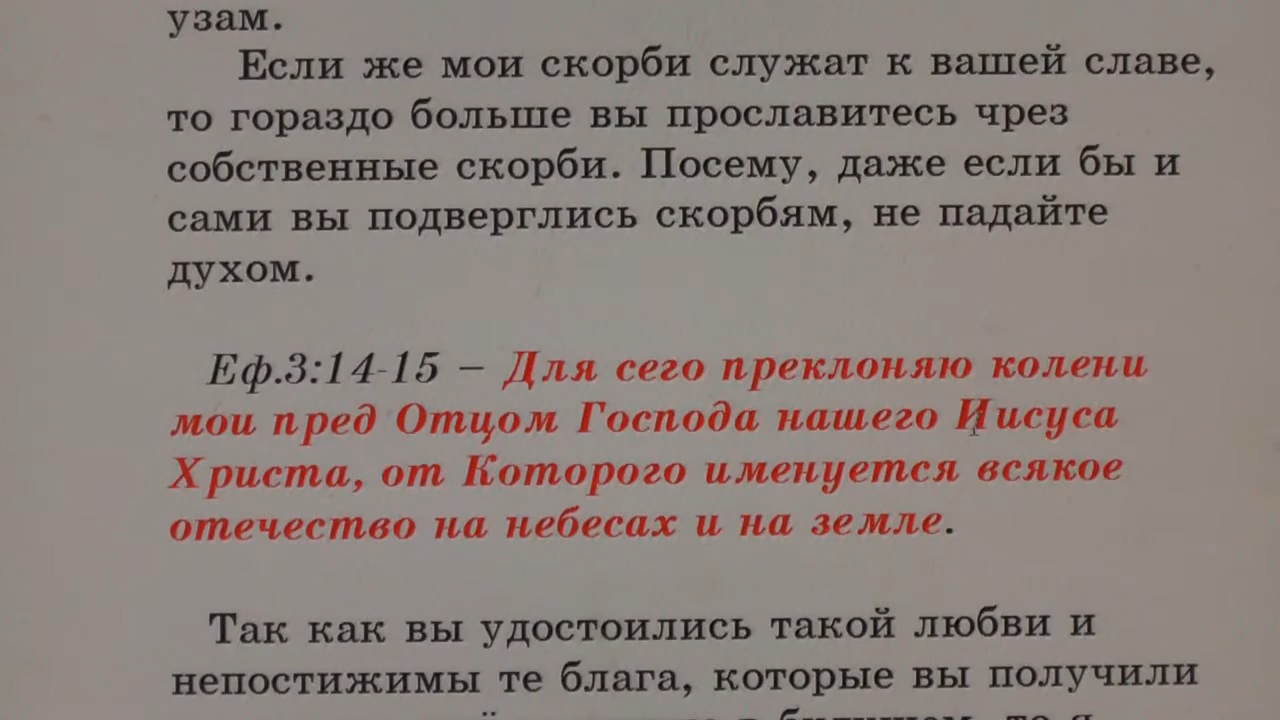 узам.
Если же мои скорби служат к вашей славе,
то гораздо больше вы прославитесь чрез
собственные скорби. Посему, даже если бы и
сами вы подверглись скорбям, не падайте
духом.
Еф.3:14-15 – Для сего преклоняю колени
мои пред Отцом Господа нашего Иисуса
Христа, от Которого именуется всякое
отечество на небесах и на земле.
Так как вы удостоились такой любви и
непостижимы те блага, которые вы получили